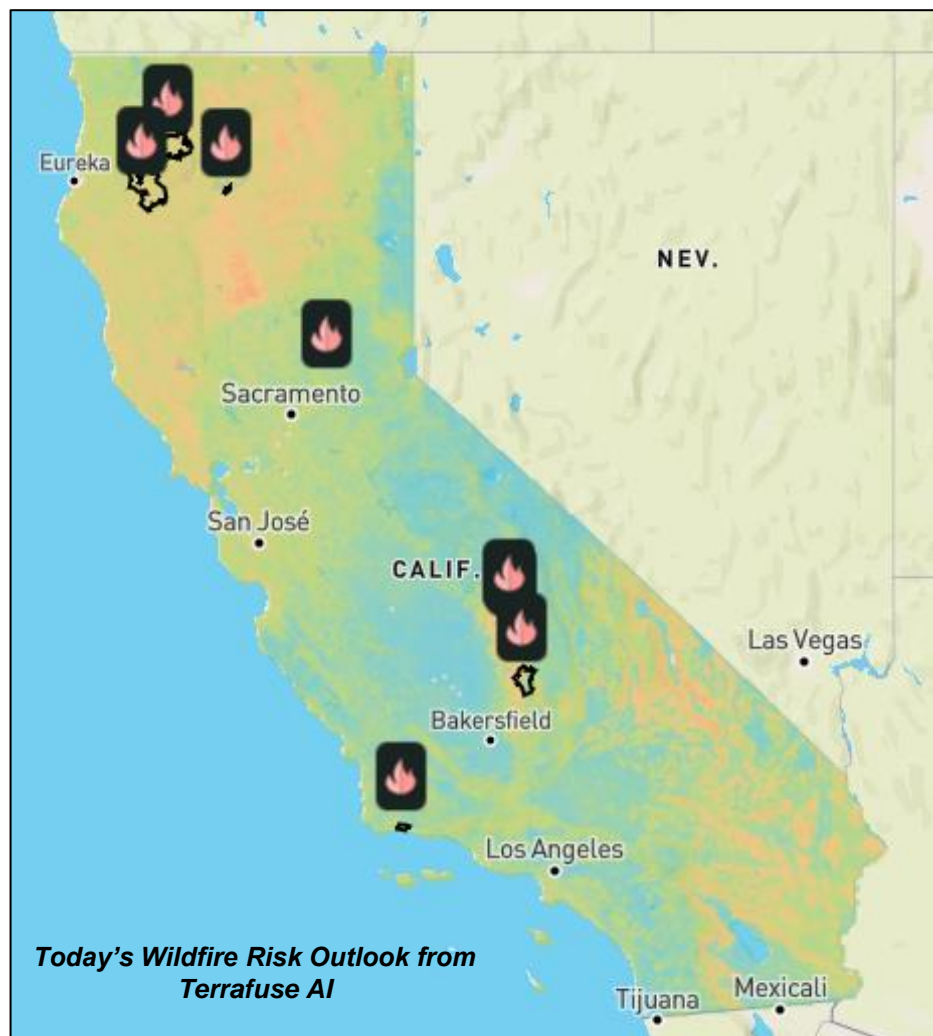 Eureka
NEV.
Sacramento
San José
CALIF.
Las Vegas
Bakersfield
Los Angeles
Today's Wildfire Risk Outlook from
Terrafuse AI
Tijuana
Mexicali